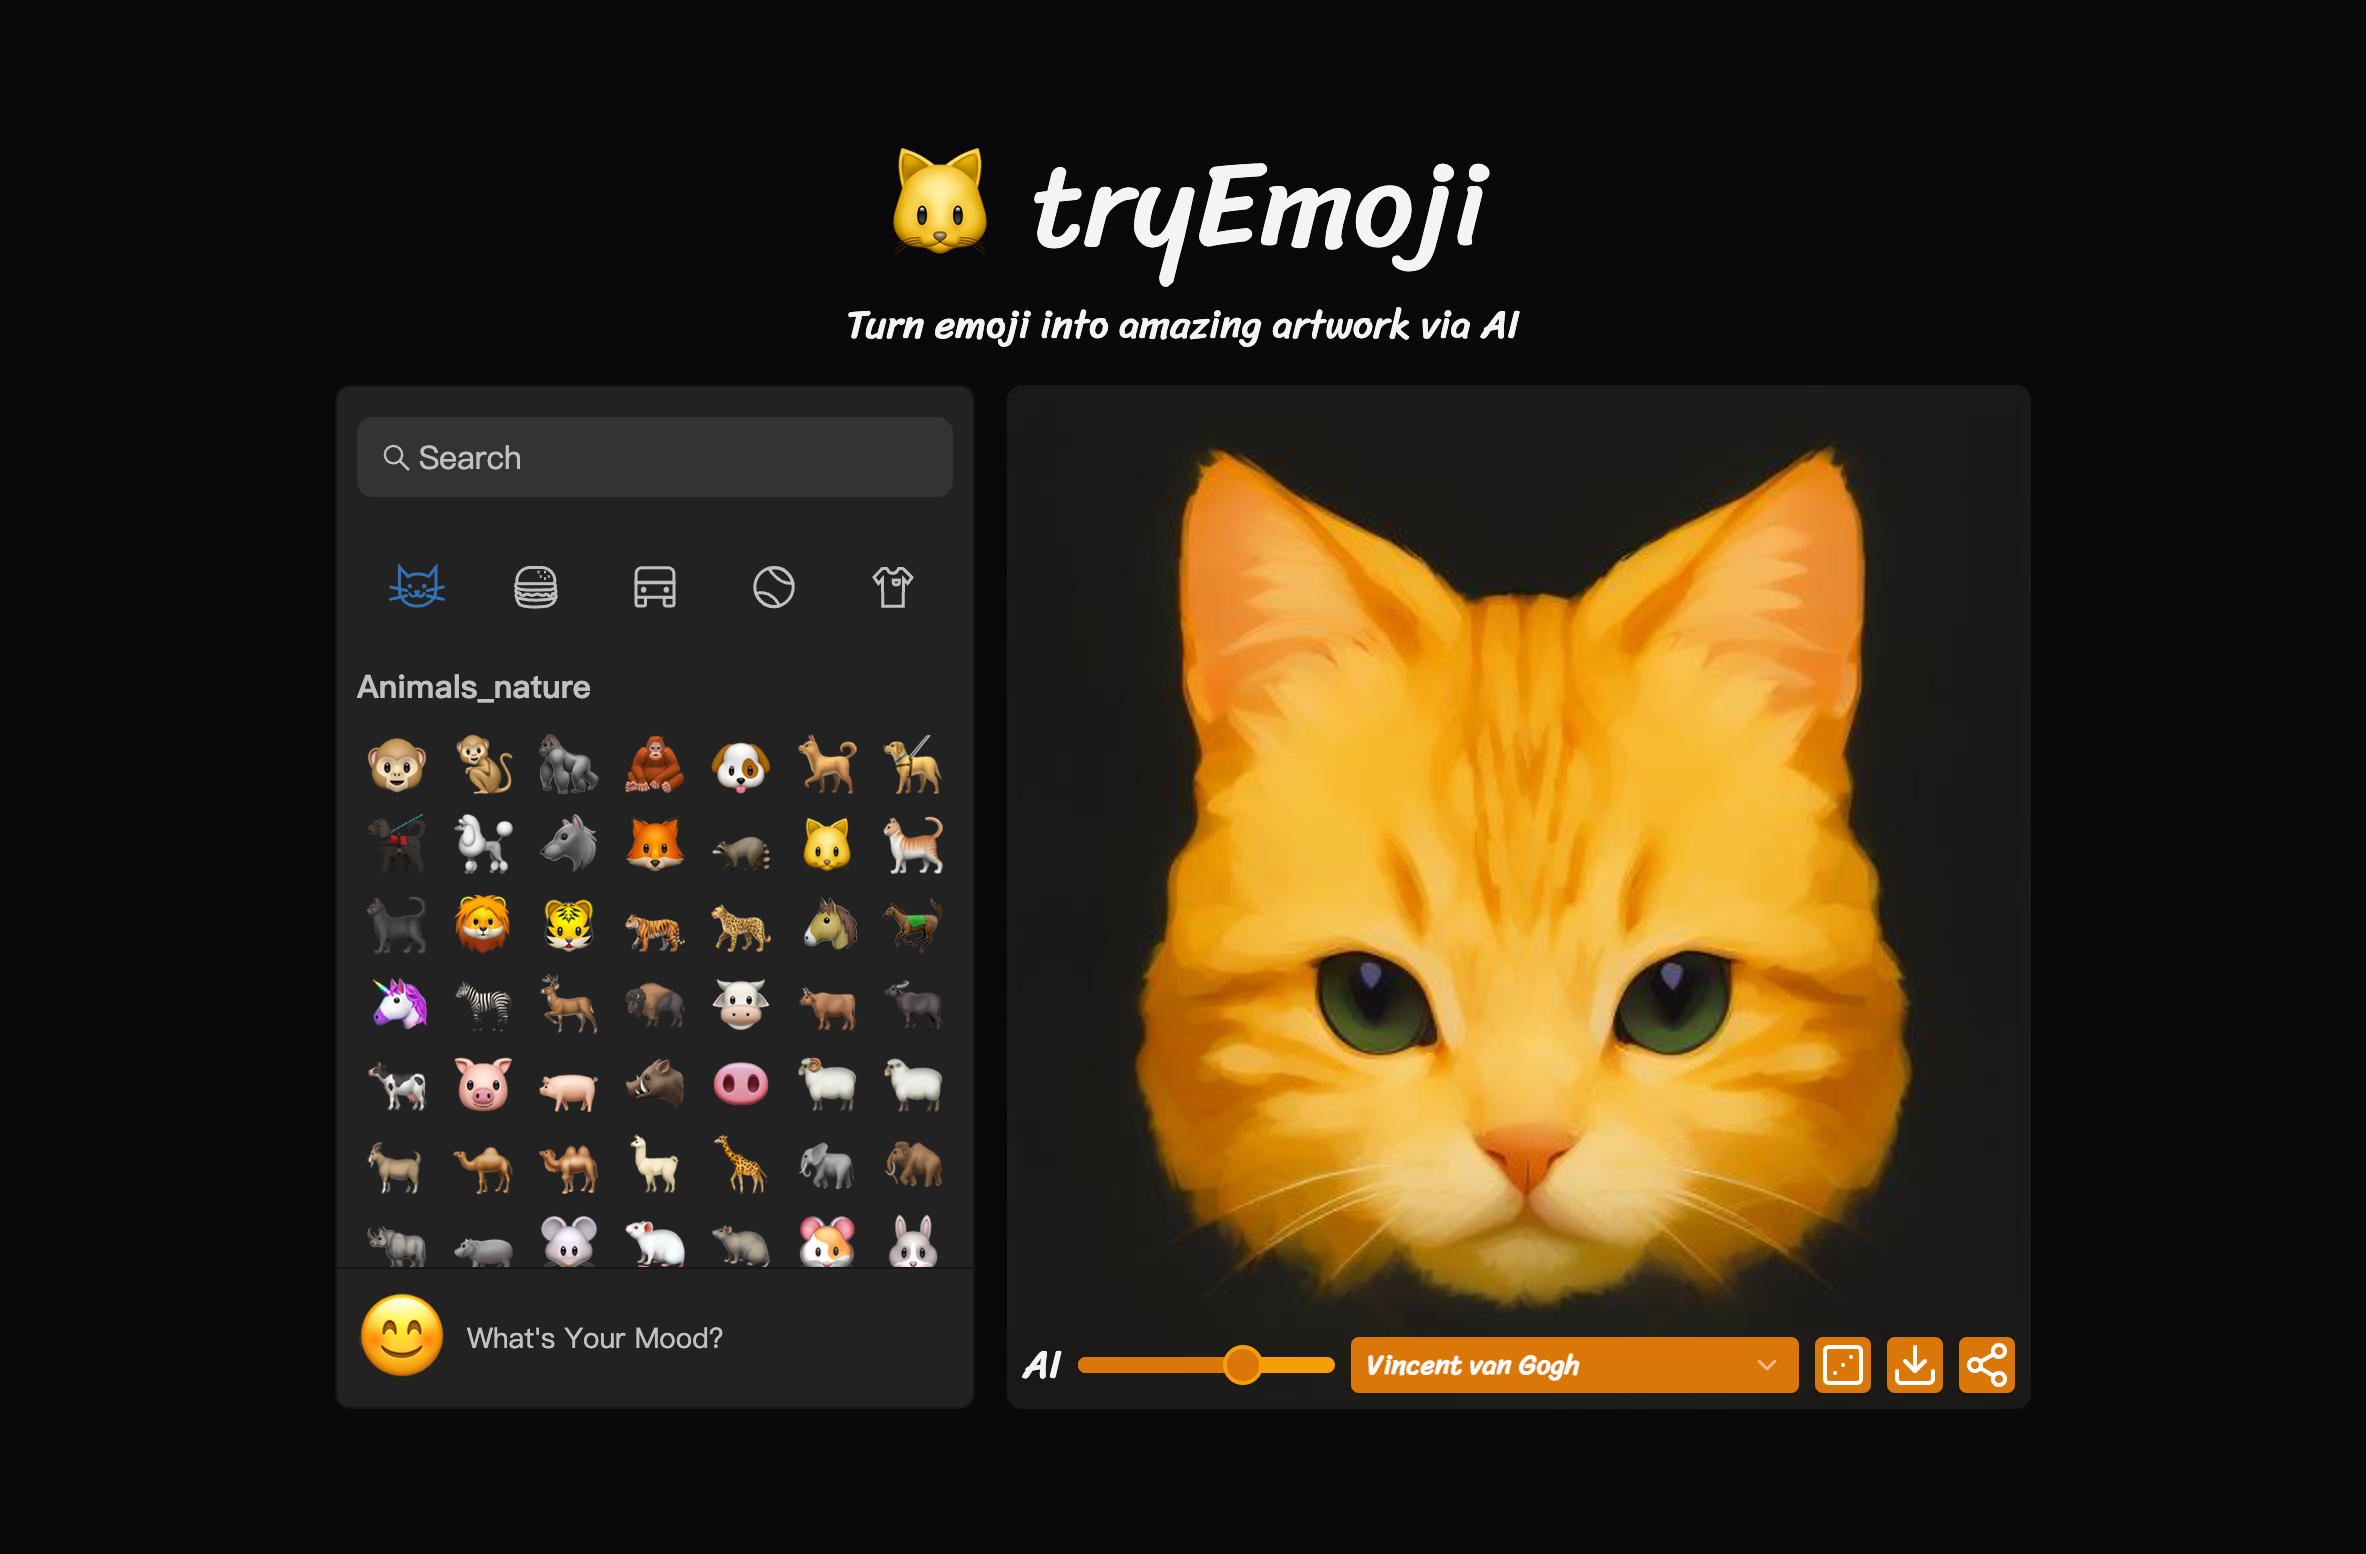 tryEmoji
Turn emoji into amazing artwork via AI
Search
Animals_nature
What's Your Mood?
AI
Vincent van Gogh